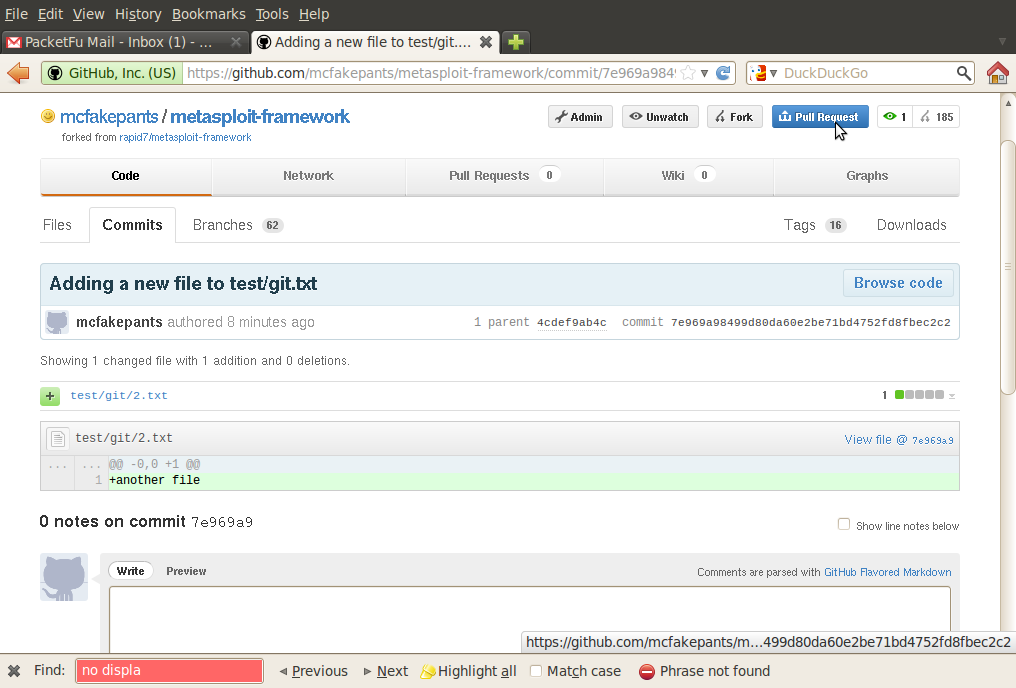 File Edit View History Bookmarks Tools Help
PacketFu Mail - Inbox (1) - ... Adding a new file to test/git....
GitHub, Inc. (US) https://github.com/mcfakepants/metasploit-framework/commit/7e969a984 DuckDuckGo
mcfakepants / metasploit-framework Admin Unwatch Fork Pull Request 1 185
forked from rapid7/metasploit-framework
Code Network Pull Requests 0 Wiki 0 Graphs
Files Commits Branches 62 Tags 16 Downloads
Adding a new file to test/git.txt Browse code
mcfakepants authored 8 minutes ago 1 parent 4cdef9ab4c commit 7e969a98499d80da60e2be71bd4752fd8fbec2c2
Showing 1 changed file with 1 addition and 0 deletions.
+ test/git/2.txt 1
test/git/2.txt View file @ 7e969a9
... ... @@ -0,0 +1 @@
1 +another file
0 notes on commit 7e969a9 Show line notes below
Write Preview Comments are parsed with GitHub Flavored Markdown
https://github.com/mcfakepants/m...499d80da60e2be71bd4752fd8fbec2c2
Find: no displa Previous Next Highlight all Match case Phrase not found